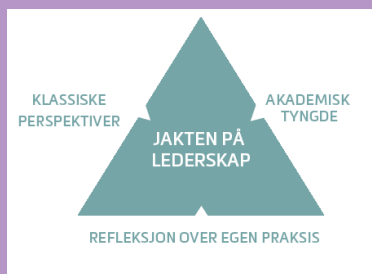 KLASSISKE
PERSPEKTIVER
AKADEMISK
TYNGDE
JAKTEN PÅ
LEDERSKAP
REFLEKSJON OVER EGEN PRAKSIS